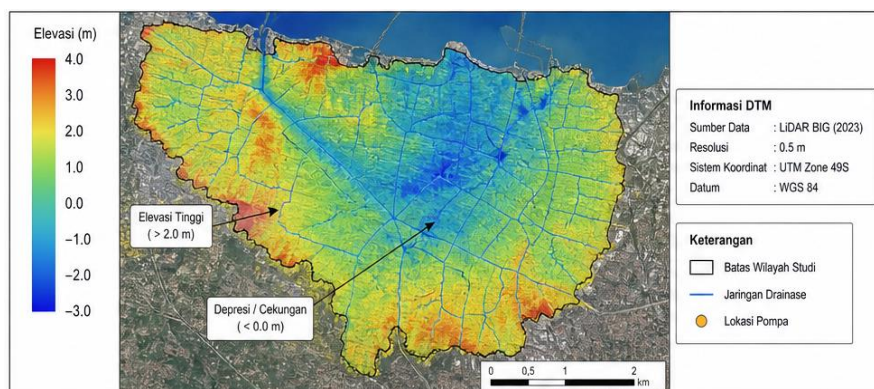 Elevasi (m)
4.0
3.0
2.0
1.0
0.0
−1.0
−2.0
−3.0
Elevasi Tinggi
( > 2.0 m)
Depresi / Cekungan
( < 0.0 m)
0 0,5 1 2
km
Informasi DTM
Sumber Data : LiDAR BIG (2023)
Resolusi : 0.5 m
Sistem Koordinat : UTM Zone 49S
Datum : WGS 84
Keterangan
Batas Wilayah Studi
Jaringan Drainase
Lokasi Pompa